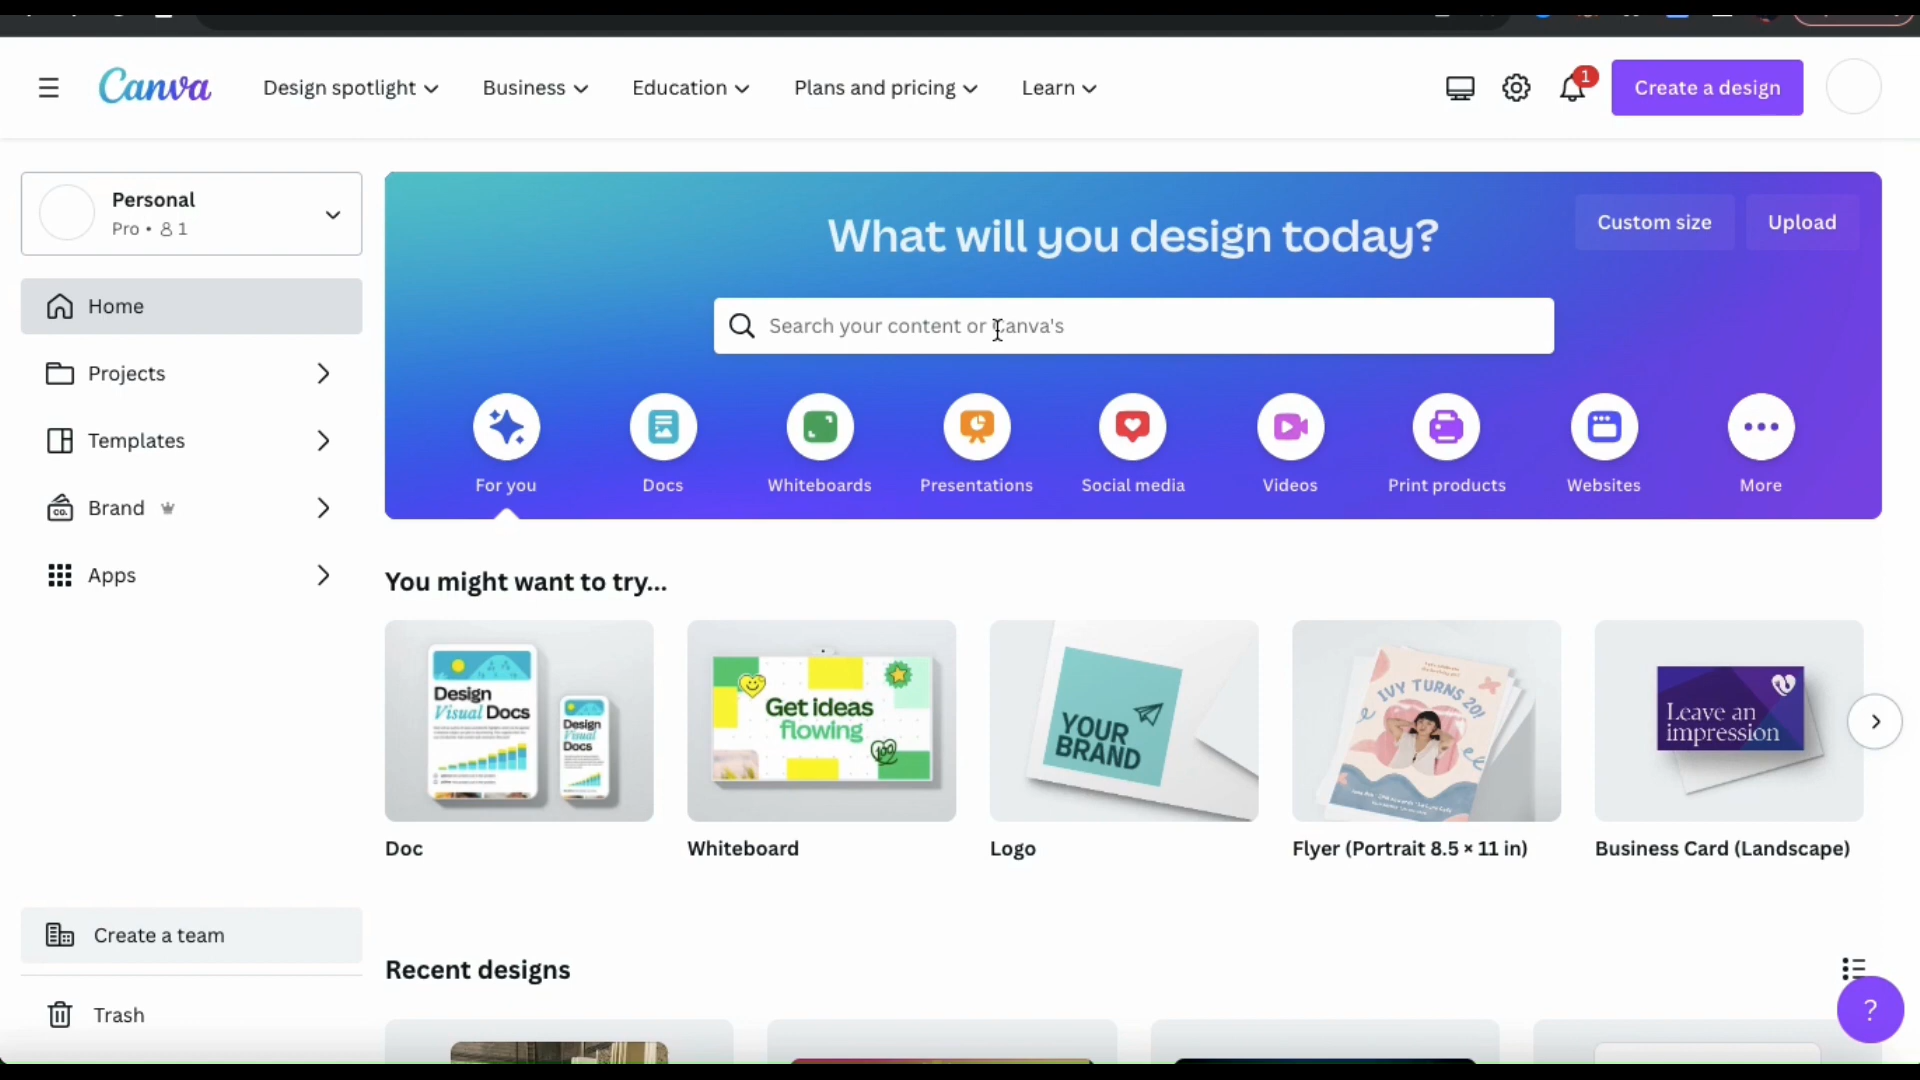 Canva
Design spotlight
Business
Education
Plans and pricing
Learn
1
Create a design
Personal
Pro • 1
Home
Projects
Templates
Brand
CO.
Apps
Create a team
Trash
What will you design today?
Custom size
Upload
Search your content or Canva's
For you
Docs
Whiteboards
Presentations
Social media
Videos
Print products
Websites
More
You might want to try...
Design
Visual Docs
Design
Visual
Docs
Get ideas
flowing
100
YOUR
BRAND
IVY TURNS 20!
Leave an
impression
Doc
Whiteboard
Logo
Flyer (Portrait 8.5 × 11 in)
Business Card (Landscape)
Recent designs
?